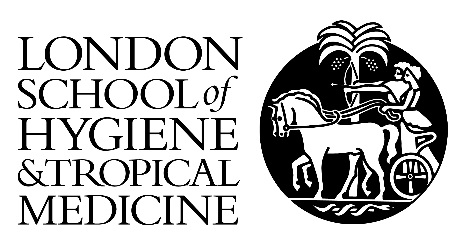 LONDON
SCHOOL of
HYGIENE
& TROPICAL
MEDICINE